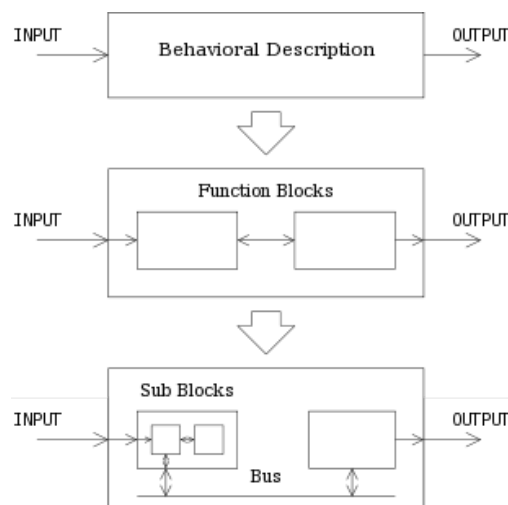 INPUT
Behavioral Description
OUTPUT
Function Blocks
INPUT
OUTPUT
Sub Blocks
INPUT
OUTPUT
Bus